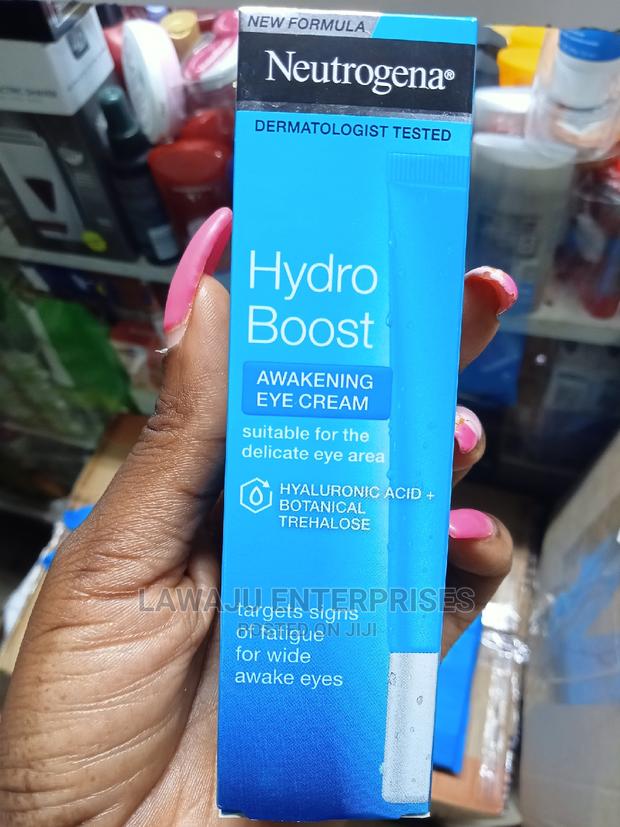 NEW FORMULA
Neutrogena®
DERMATOLOGIST TESTED
Hydro
Boost
AWAKENING
EYE CREAM
suitable for the
delicate eye area
HYALURONIC ACID +
BOTANICAL
TREHALOSE
LAWAJU ENTERPRISES
POSTED ON JIJI
targets signs
of fatigue
for wide
awake eyes